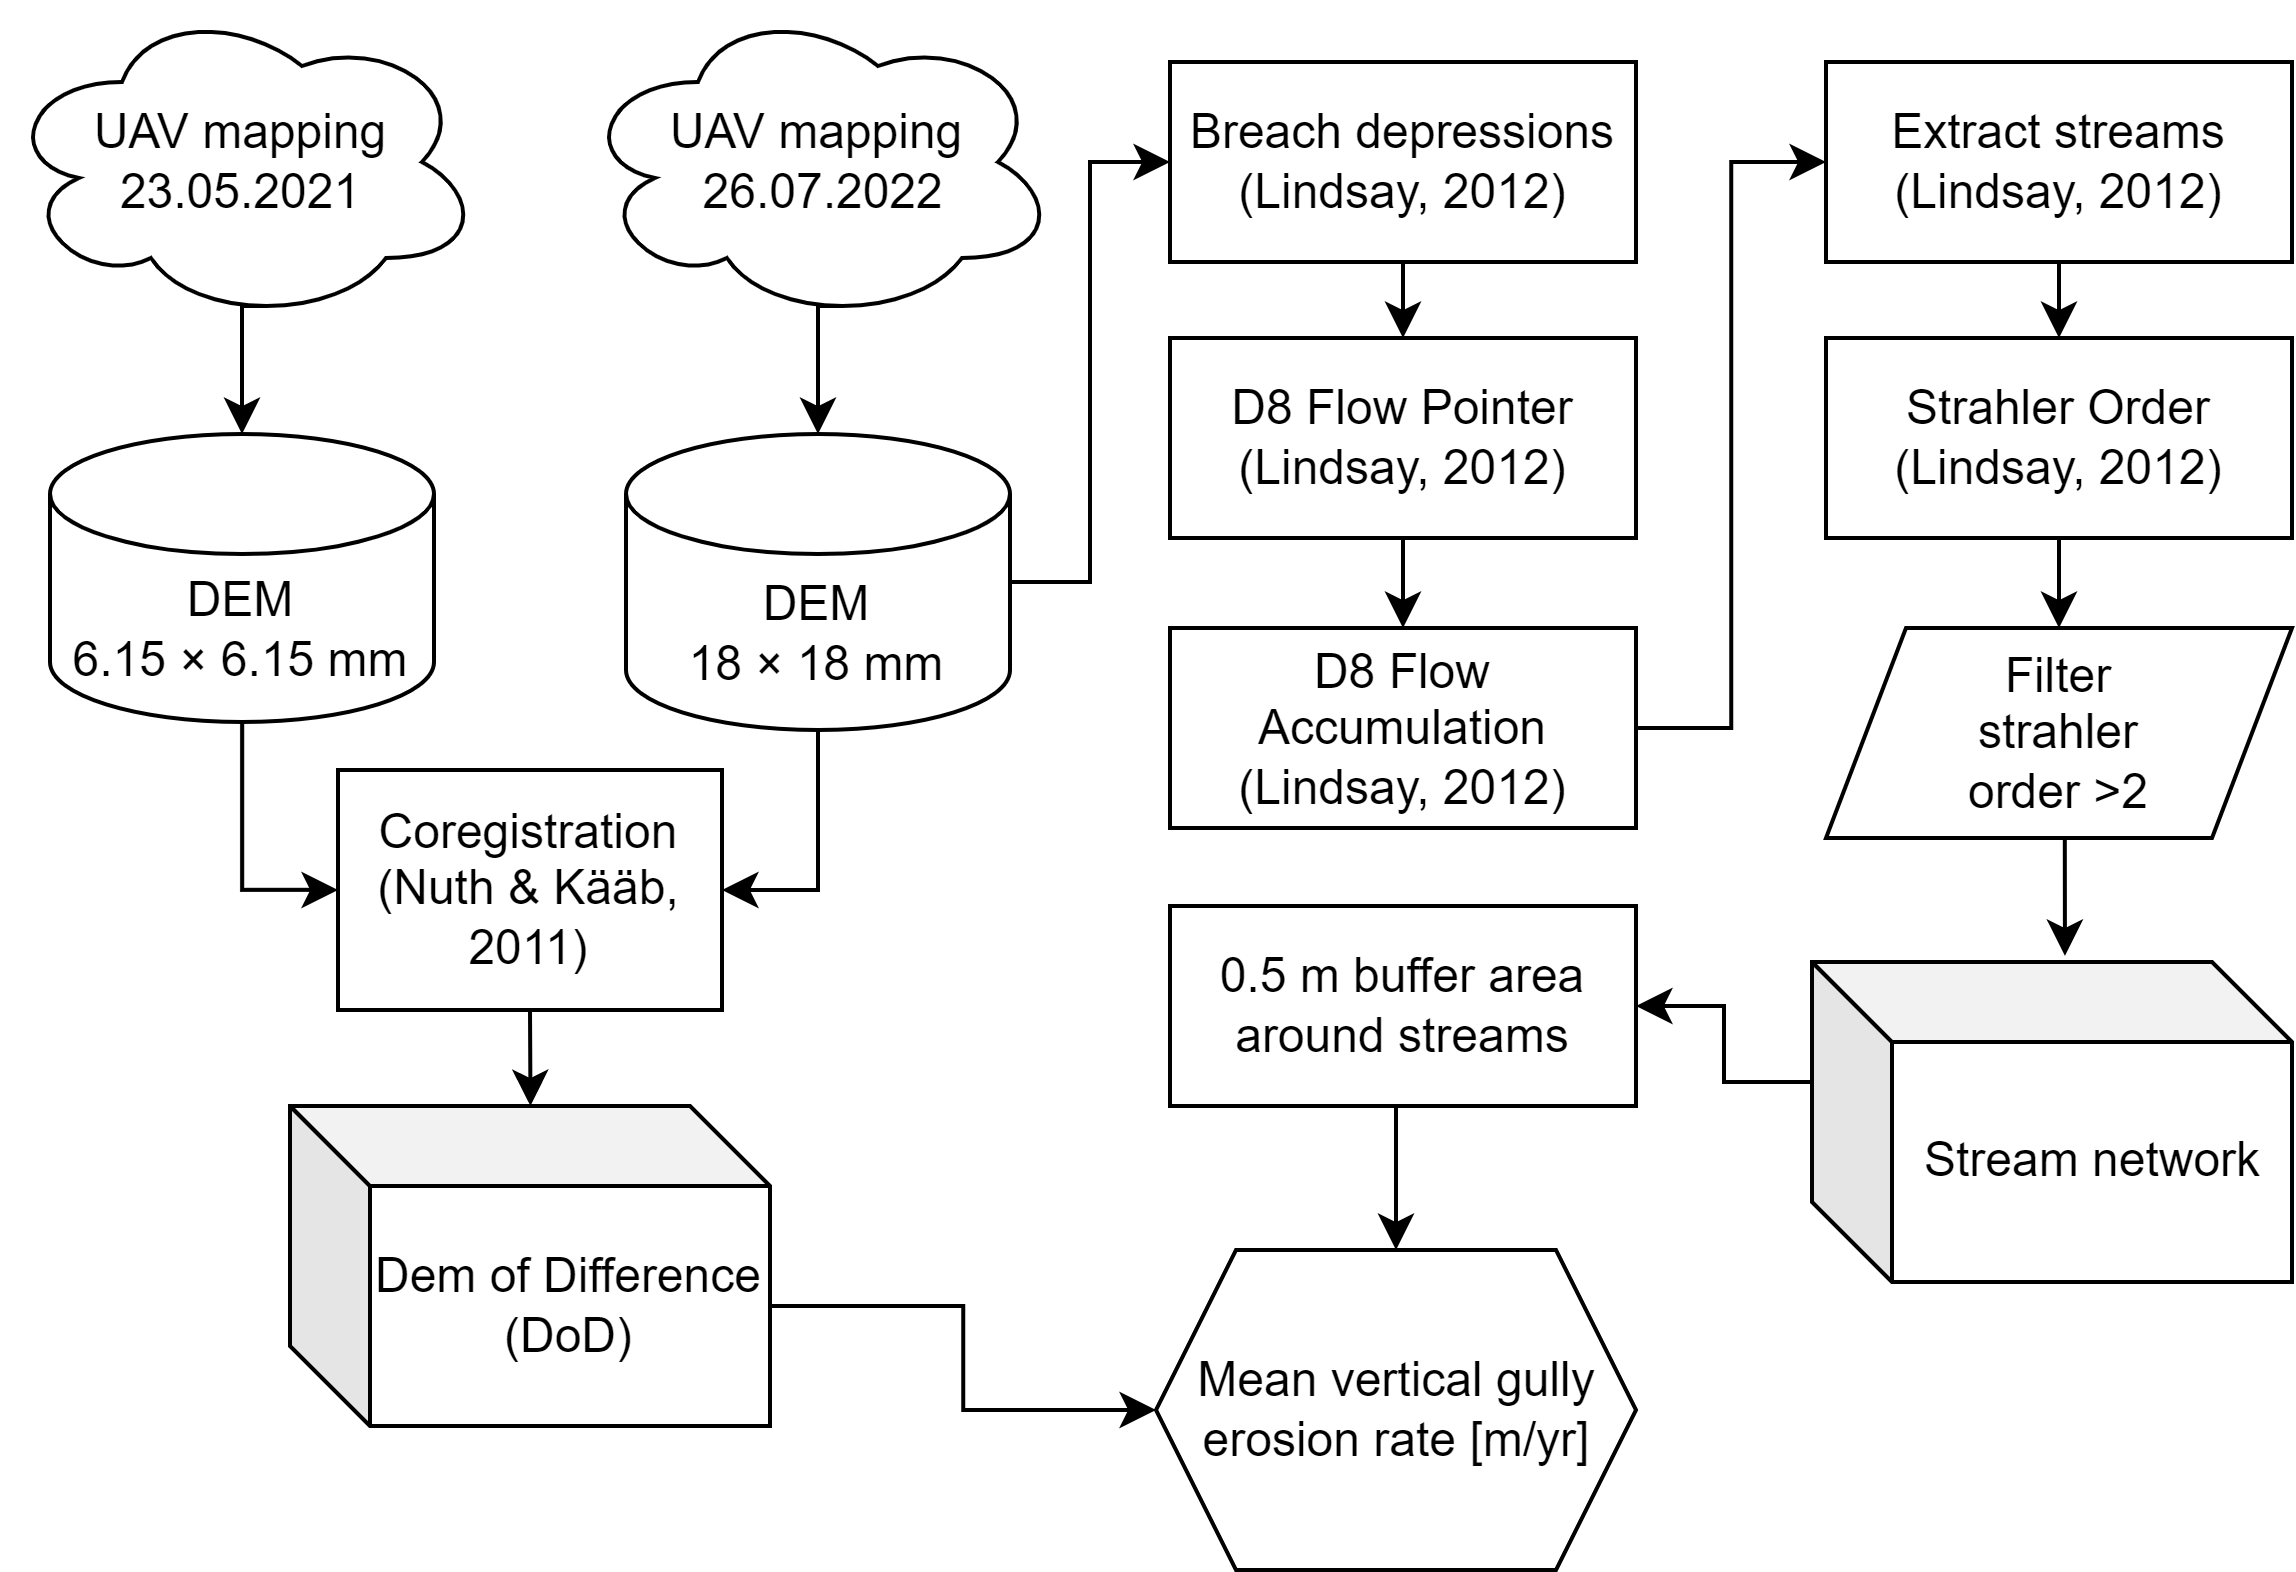 UAV mapping
23.05.2021
UAV mapping
26.07.2022
DEM
6.15 × 6.15 mm
DEM
18 × 18 mm
Coregistration
(Nuth & Kääb,
2011)
Dem of Difference
(DoD)
Breach depressions
(Lindsay, 2012)
D8 Flow Pointer
(Lindsay, 2012)
D8 Flow
Accumulation
(Lindsay, 2012)
Extract streams
(Lindsay, 2012)
Strahler Order
(Lindsay, 2012)
Filter
strahler
order >2
Stream network
0.5 m buffer area
around streams
Mean vertical gully
erosion rate [m/yr]